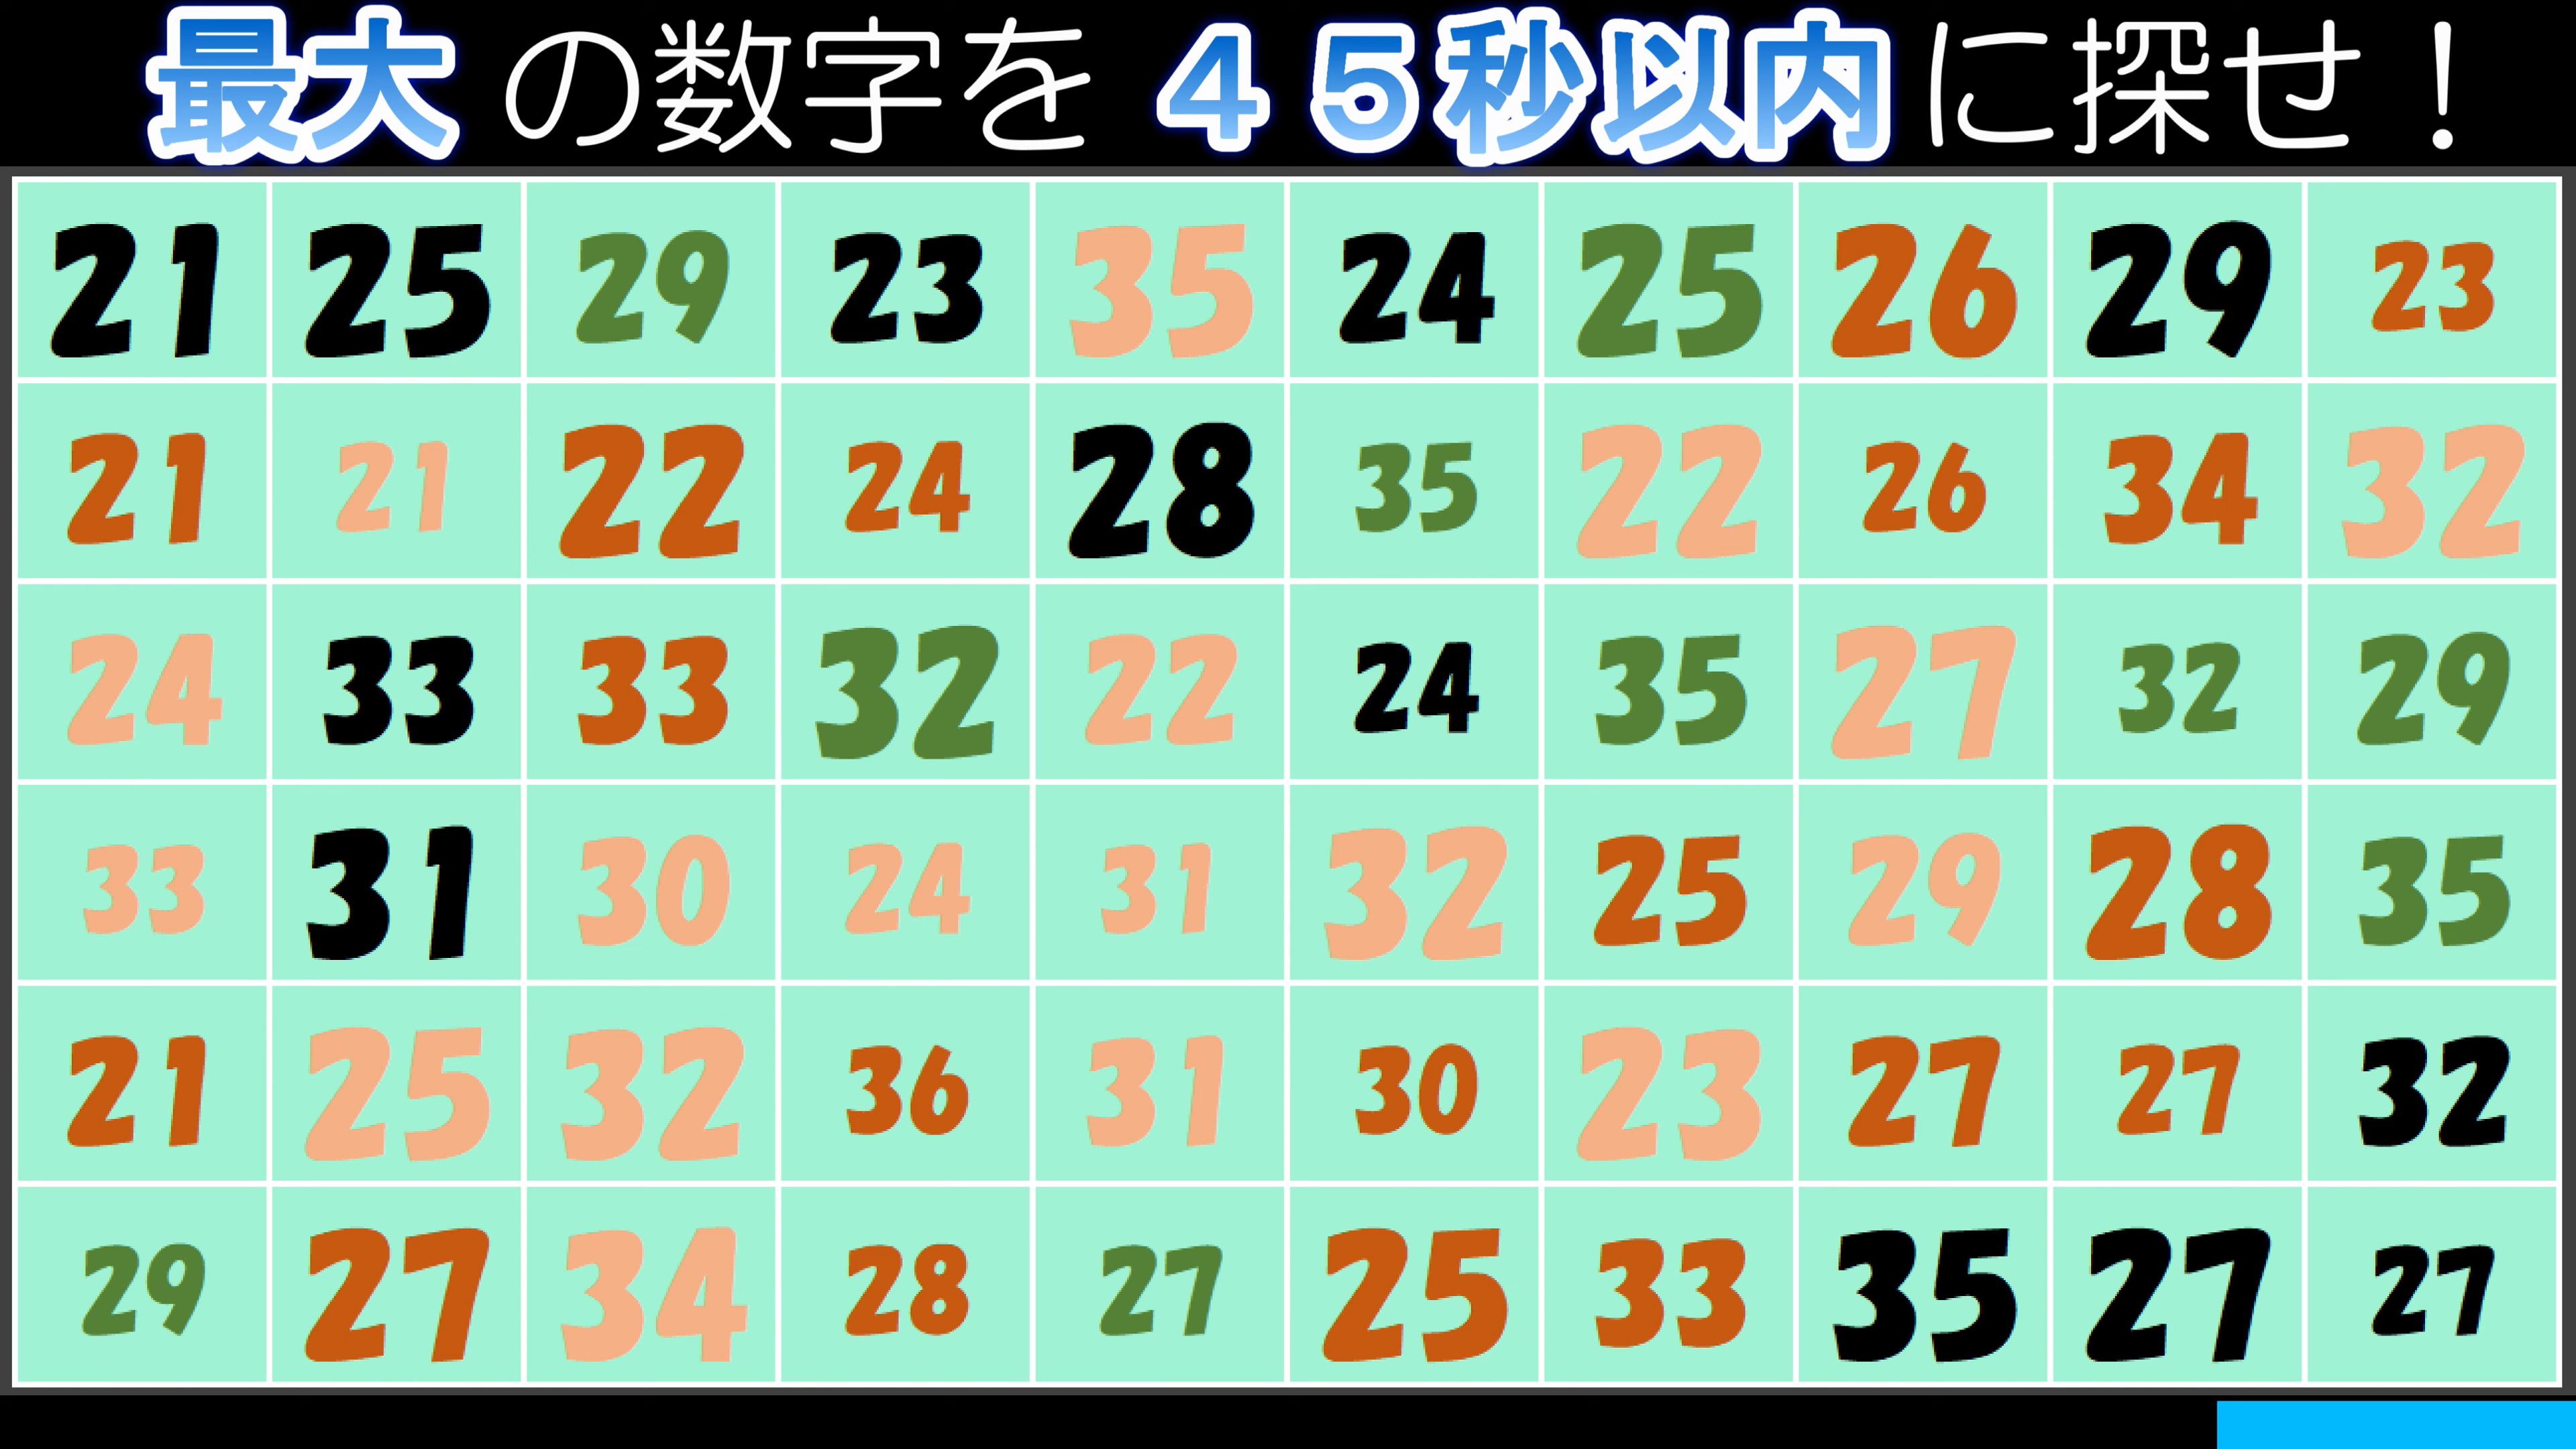 最大の数字を４５秒以内に探せ！
21 25 29 23 35 24 25 26 29 23
21 21 22 24 28 35 22 26 34 32
24 33 33 32 22 24 35 27 32 29
33 31 30 24 31 32 25 29 28 35
21 25 32 36 31 30 23 27 27 32
29 27 34 28 27 25 33 35 27 27